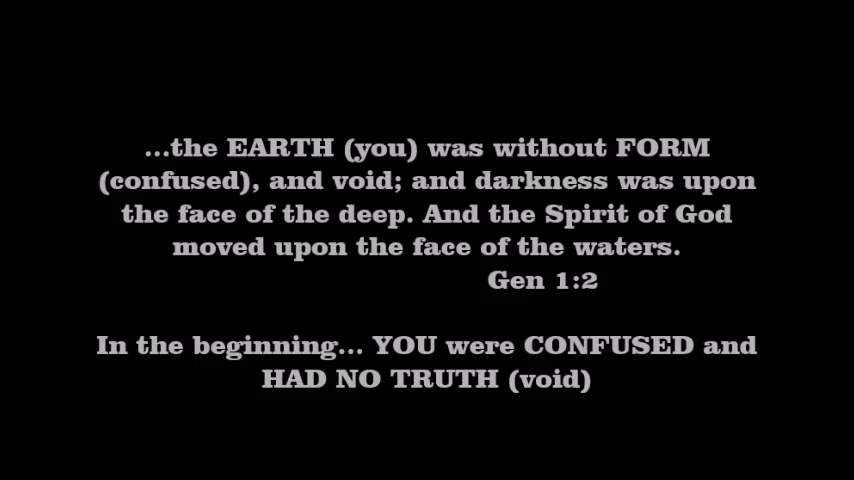 ...the EARTH (you) was without FORM
(confused), and void; and darkness was upon
the face of the deep. And the Spirit of God
moved upon the face of the waters.
Gen 1:2
In the beginning... YOU were CONFUSED and
HAD NO TRUTH (void)